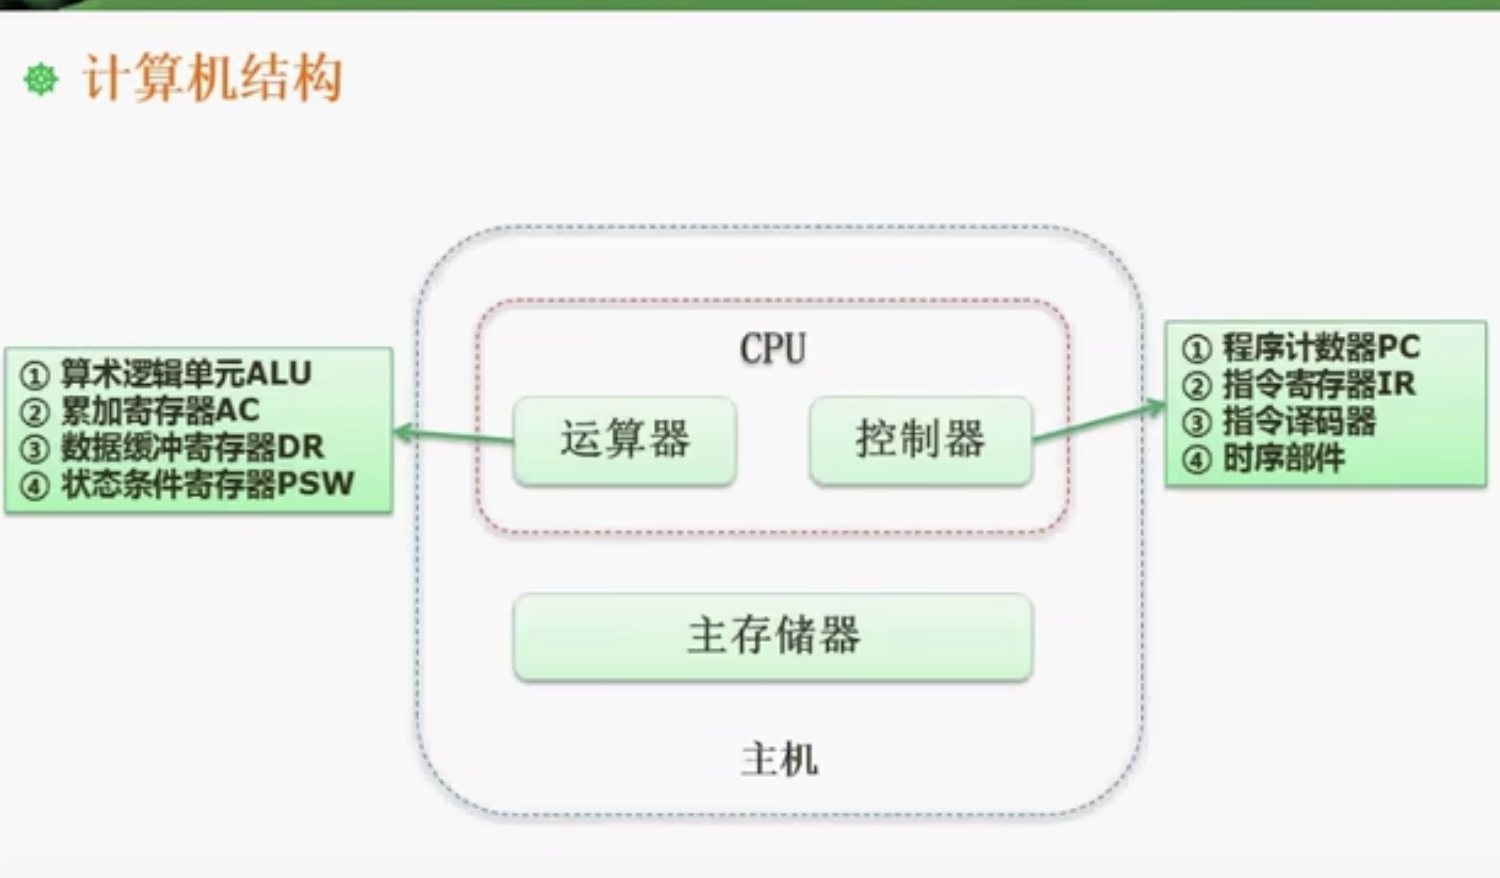 计算机结构
CPU
① 算术逻辑单元ALU
② 累加寄存器AC
③ 数据缓冲寄存器DR
④ 状态条件寄存器PSW
运算器
控制器
① 程序计数器PC
② 指令寄存器IR
③ 指令译码器
④ 时序部件
主存储器
主机